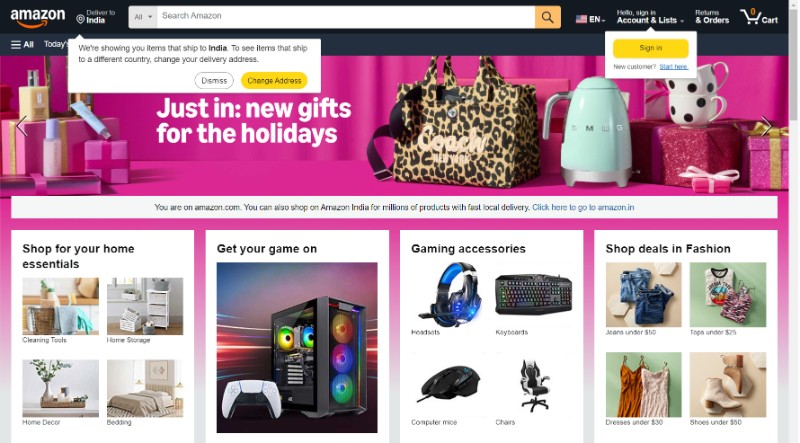 amazon
Deliver to
India
All
Search Amazon
EN
Hello, sign in
Account & Lists
Returns
& Orders
0
Cart
All
Today's
We're showing you items that ship to India. To see items that ship
to a different country, change your delivery address.
Dismiss
Change Address
Sign in
New customer? Start here.
Just in: new gifts
for the holidays
Coach
NEW YORK
SMEG
You are on amazon.com. You can also shop on Amazon India for millions of products with fast local delivery. Click here to go to amazon.in
Shop for your home
essentials
Cleaning Tools
Home Storage
Home Decor
Bedding
Get your game on
Gaming accessories
Headsets
Keyboards
Computer mice
Chairs
Shop deals in Fashion
Jeans under $50
Tops under $25
Dresses under $30
Shoes under $50